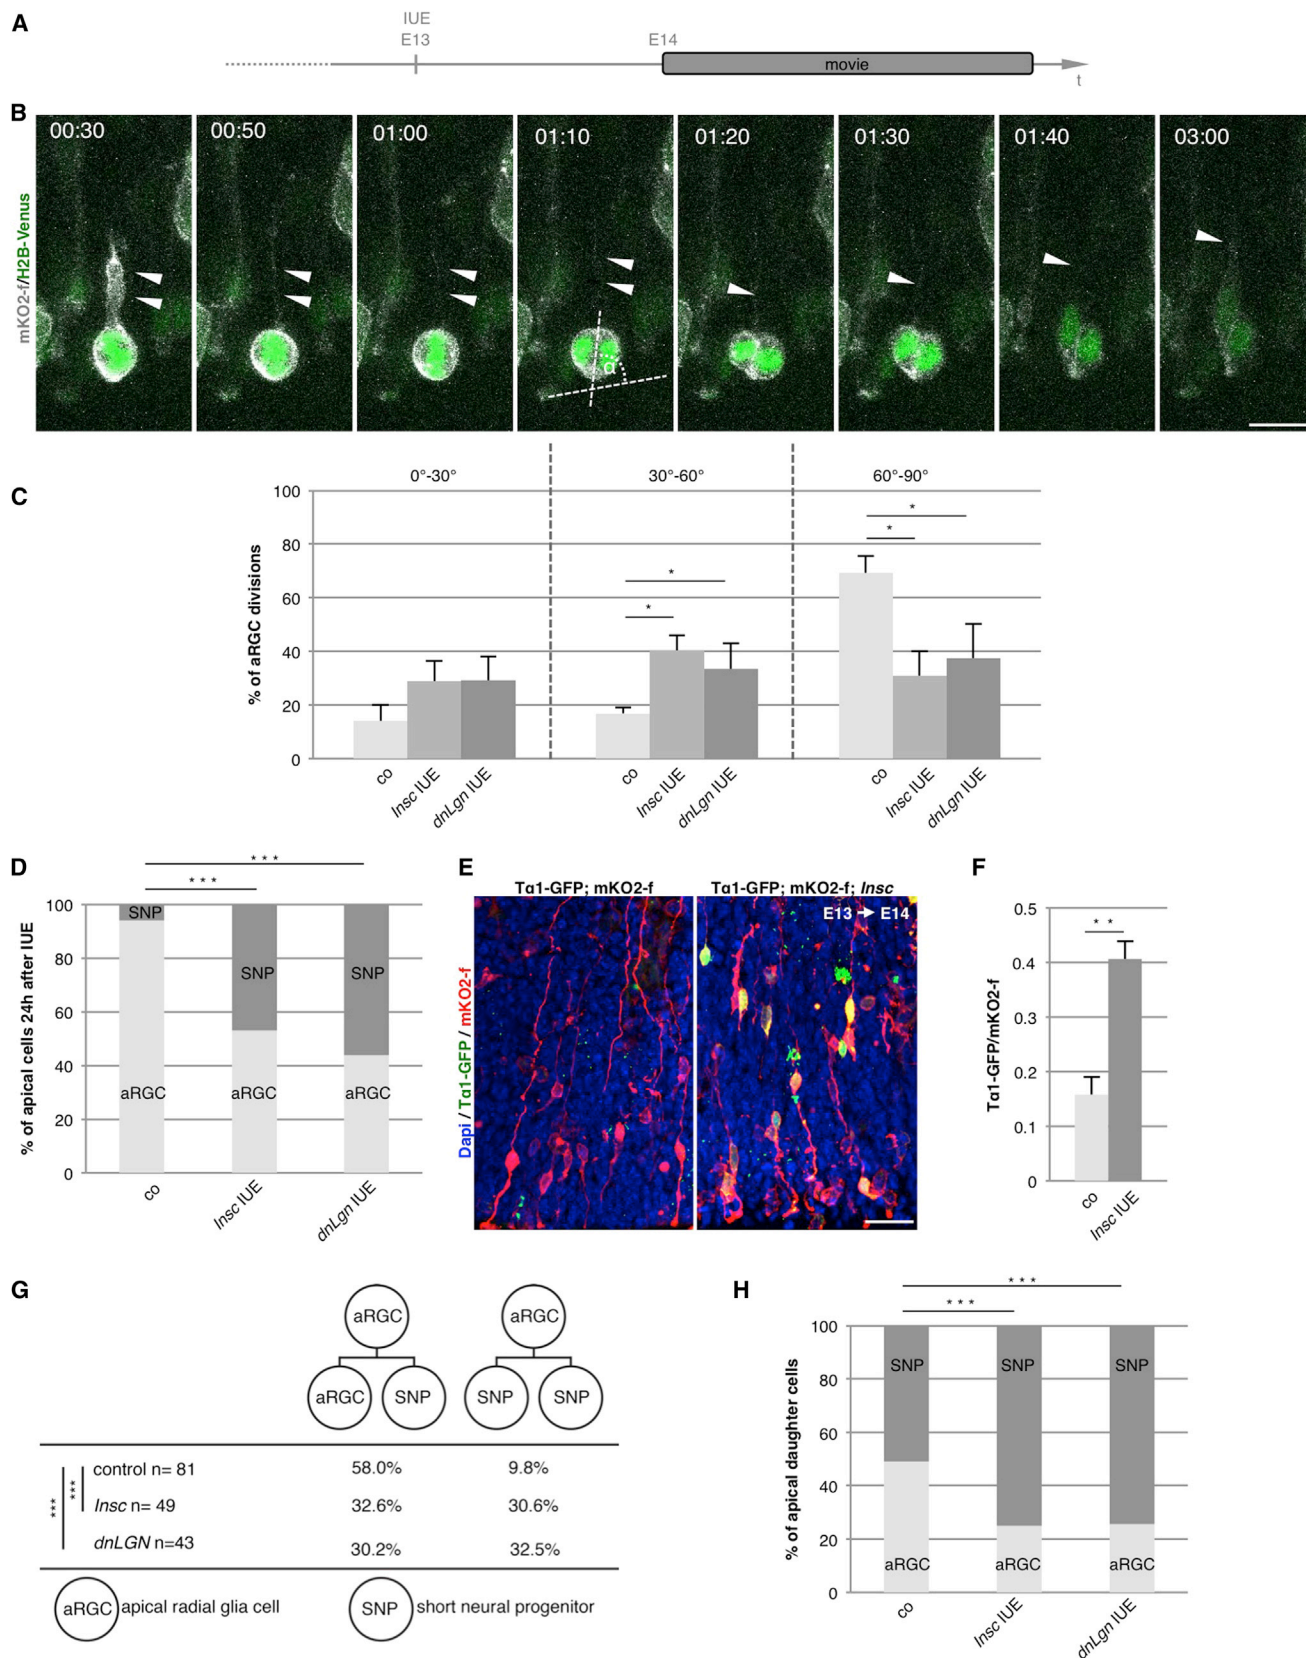 A
IUE
E13
E14
movie
t
B
mKO2-f/H2B-Venus
00:30
00:50
01:00
01:10
01:20
01:30
01:40
03:00
α
C
0°-30°
30°-60°
60°-90°
% of aRGC divisions
100
80
60
40
20
0
*
*
*
*
co
Insc IUE
dnLgn IUE
co
Insc IUE
dnLgn IUE
co
Insc IUE
dnLgn IUE
D
* * *
* * *
% of apical cells 24h after IUE
100
80
60
40
20
0
SNP
SNP
SNP
aRGC
aRGC
aRGC
co
Insc IUE
dnLgn IUE
E
Tα1-GFP; mKO2-f
Tα1-GFP; mKO2-f; Insc
E13 → E14
Dapi / Tα1-GFP / mKO2-f
F
Tα1-GFP/mKO2-f
0.5
0.4
0.3
0.2
0.1
0
* *
co
Insc IUE
G
aRGC
aRGC
aRGC
SNP
SNP
SNP
control n= 81 58.0% 9.8%
Insc n= 49 32.6% 30.6%
dnLGN n=43 30.2% 32.5%
***
***
aRGC apical radial glia cell
SNP short neural progenitor
H
* * *
* * *
% of apical daughter cells
100
80
60
40
20
0
SNP
SNP
SNP
aRGC
aRGC
aRGC
co
Insc IUE
dnLgn IUE